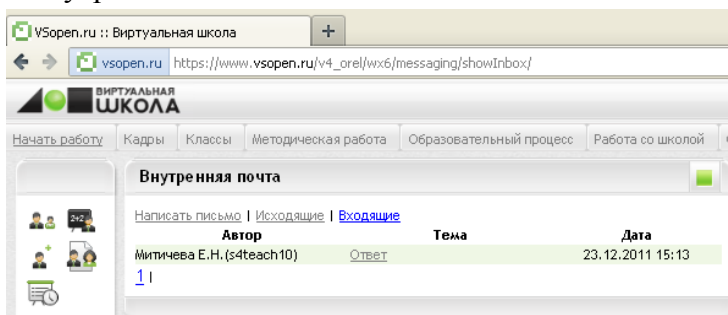 VSopen.ru :: Виртуальная школа +
vsopen.ru https://www.vsopen.ru/v4_orel/wx6/messaging/showInbox/
ВИРТУАЛЬНАЯ
ШКОЛА
Начать работу Кадры Классы Методическая работа Образовательный процесс Работа со школой
Внутренняя почта
2+2
Написать письмо | Исходящие | Входящие
Автор Тема Дата
Митичева Е.Н.(s4teach10) Ответ 23.12.2011 15:13
1 |